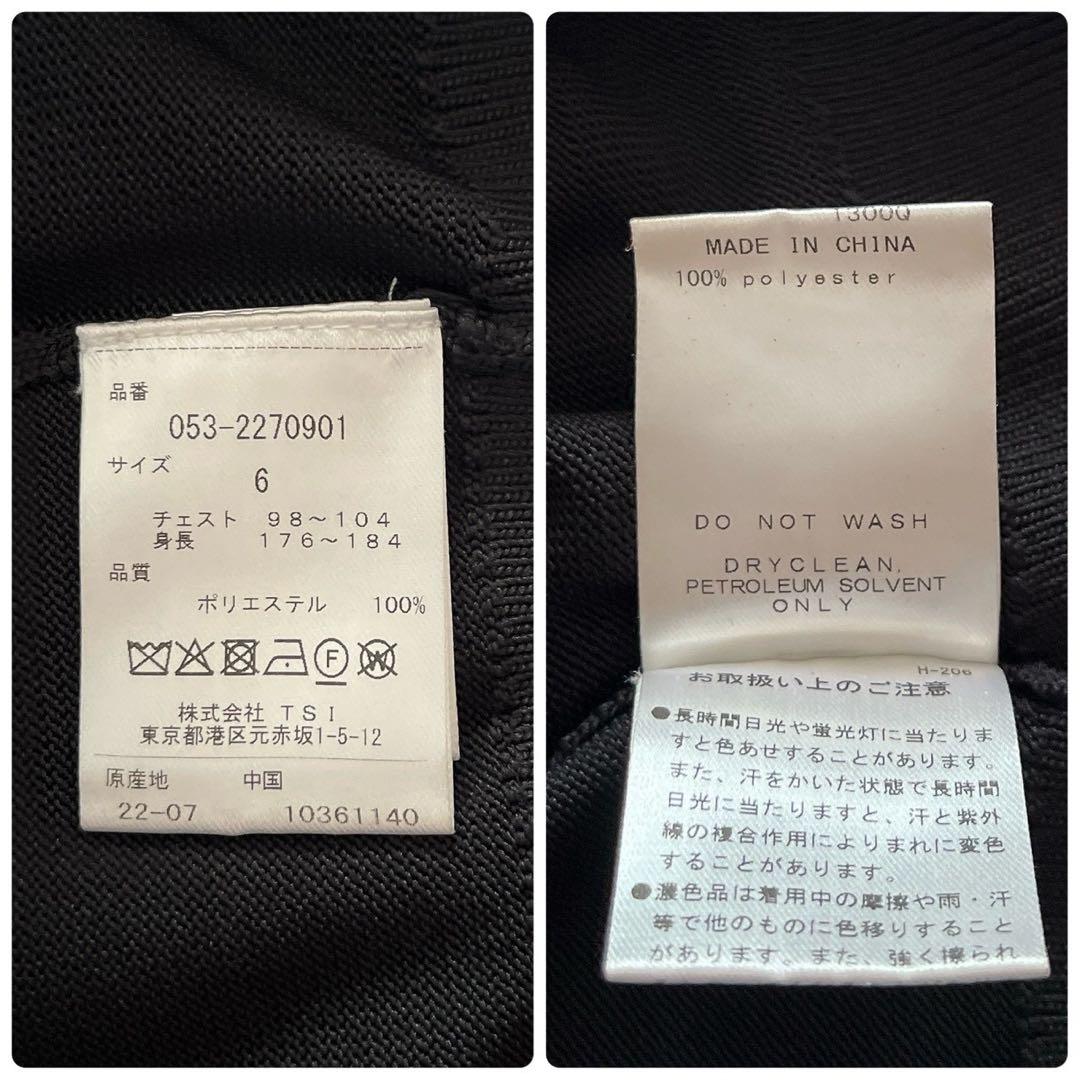 品番
053-2270901
サイズ
6
チェスト 98～104
身長 176～184
品質
ポリエステル 100%
F
W
株式会社 TSI
東京都港区元赤坂1-5-12
原産地 中国
22-07 10361140
1300Q
MADE IN CHINA
100% polyester
DO NOT WASH
DRYCLEAN,
PETROLEUM SOLVENT
ONLY
H-206
お取扱い上のご注意
●長時間日光や蛍光灯に当たりま
すと色あせすることがあります。
また、汗をかいた状態で長時間
日光に当たりますと、汗と紫外
線の複合作用によりまれに変色
することがあります。
●濃色品は着用中の摩擦や雨・汗
等で他のものに色移りすること
があります。また、強く擦られ